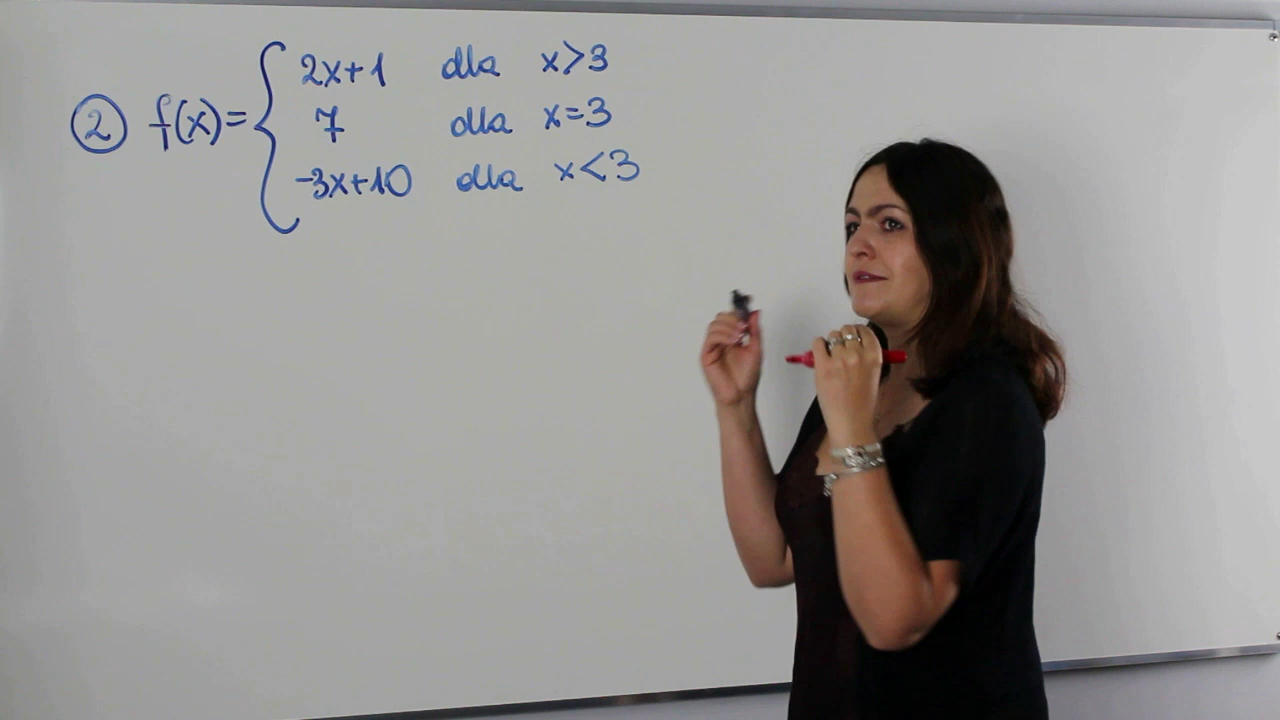 ② f(x)= { 2x+1 dla x>3
7 dla x=3
-3x+10 dla x<3